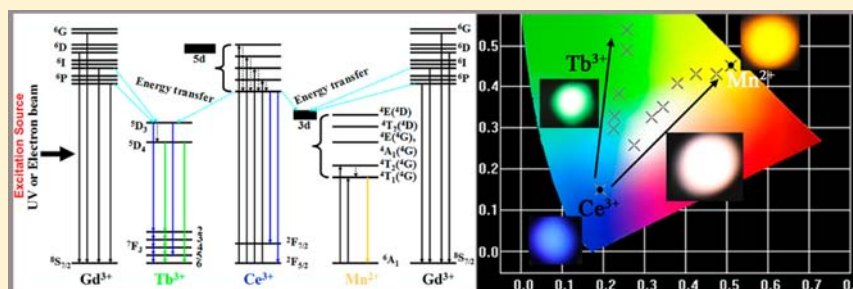 ⁶G
⁶D
⁶I
⁶P
5d
Energy transfer
Energy transfer
⁶G
⁶D
⁶I
⁶P
Excitation Source
UV or Electron beam
⁵D₃
⁵D₄
3d
⁴E(⁴D)
⁴T₂(⁴D)
⁴E(⁴G),
⁴A₁(⁴G)
⁴T₂(⁴G)
⁴T₁(⁴G)
⁷F_J
²F₇/₂
²F₅/₂
⁸S₇/₂
⁶A₁
⁸S₇/₂
Gd³⁺
Tb³⁺
Ce³⁺
Mn²⁺
Gd³⁺
0.5
0.4
0.3
0.2
0.1
0.0
Tb³⁺
Mn²⁺
Ce³⁺
0.0 0.1 0.2 0.3 0.4 0.5 0.6 0.7